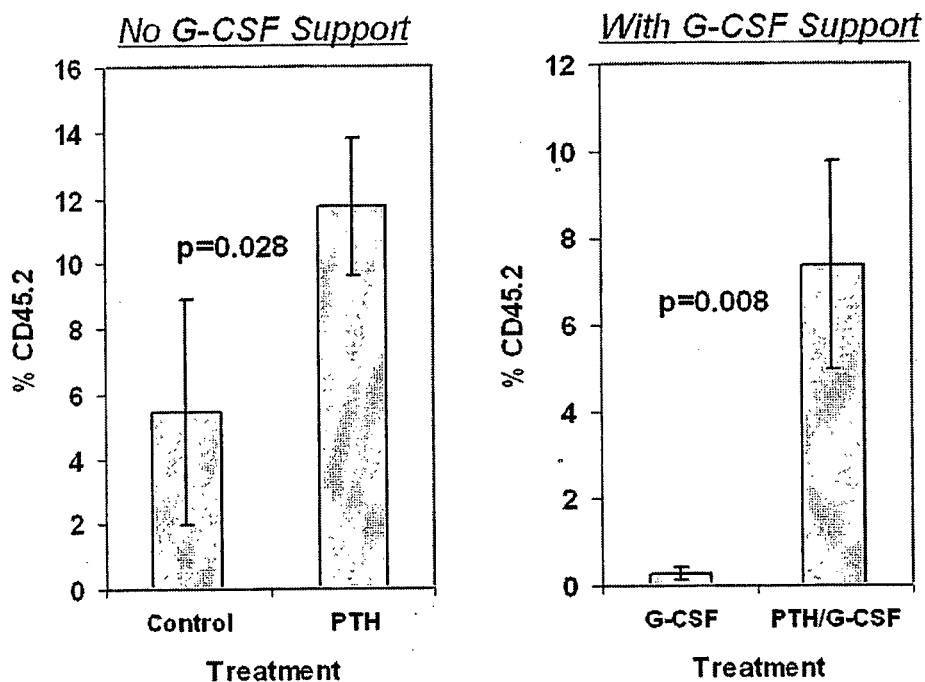 No G-CSF Support
16
14
12
10
8
6
4
2
0
% CD45.2
p=0.028
Control PTH
Treatment
With G-CSF Support
12
10
8
6
4
2
0
% CD45.2
p=0.008
G-CSF PTH/G-CSF
Treatment